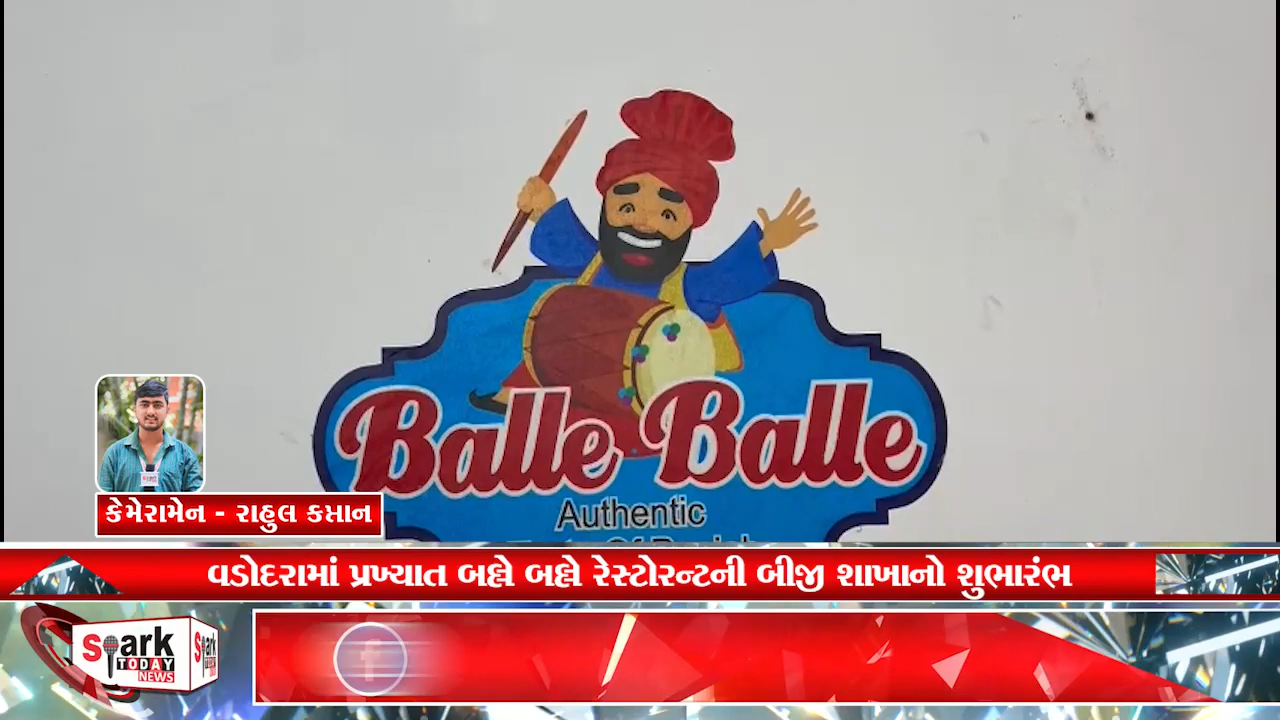 Balle Balle
Authentic
કેમેરામેન - રાહુલ કપ્તાન
વડોદરામાં પ્રખ્યાત બલ્લે બલ્લે રેસ્ટોરન્ટની બીજી શાખાનો શુભારંભ
Spark
TODAY
NEWS